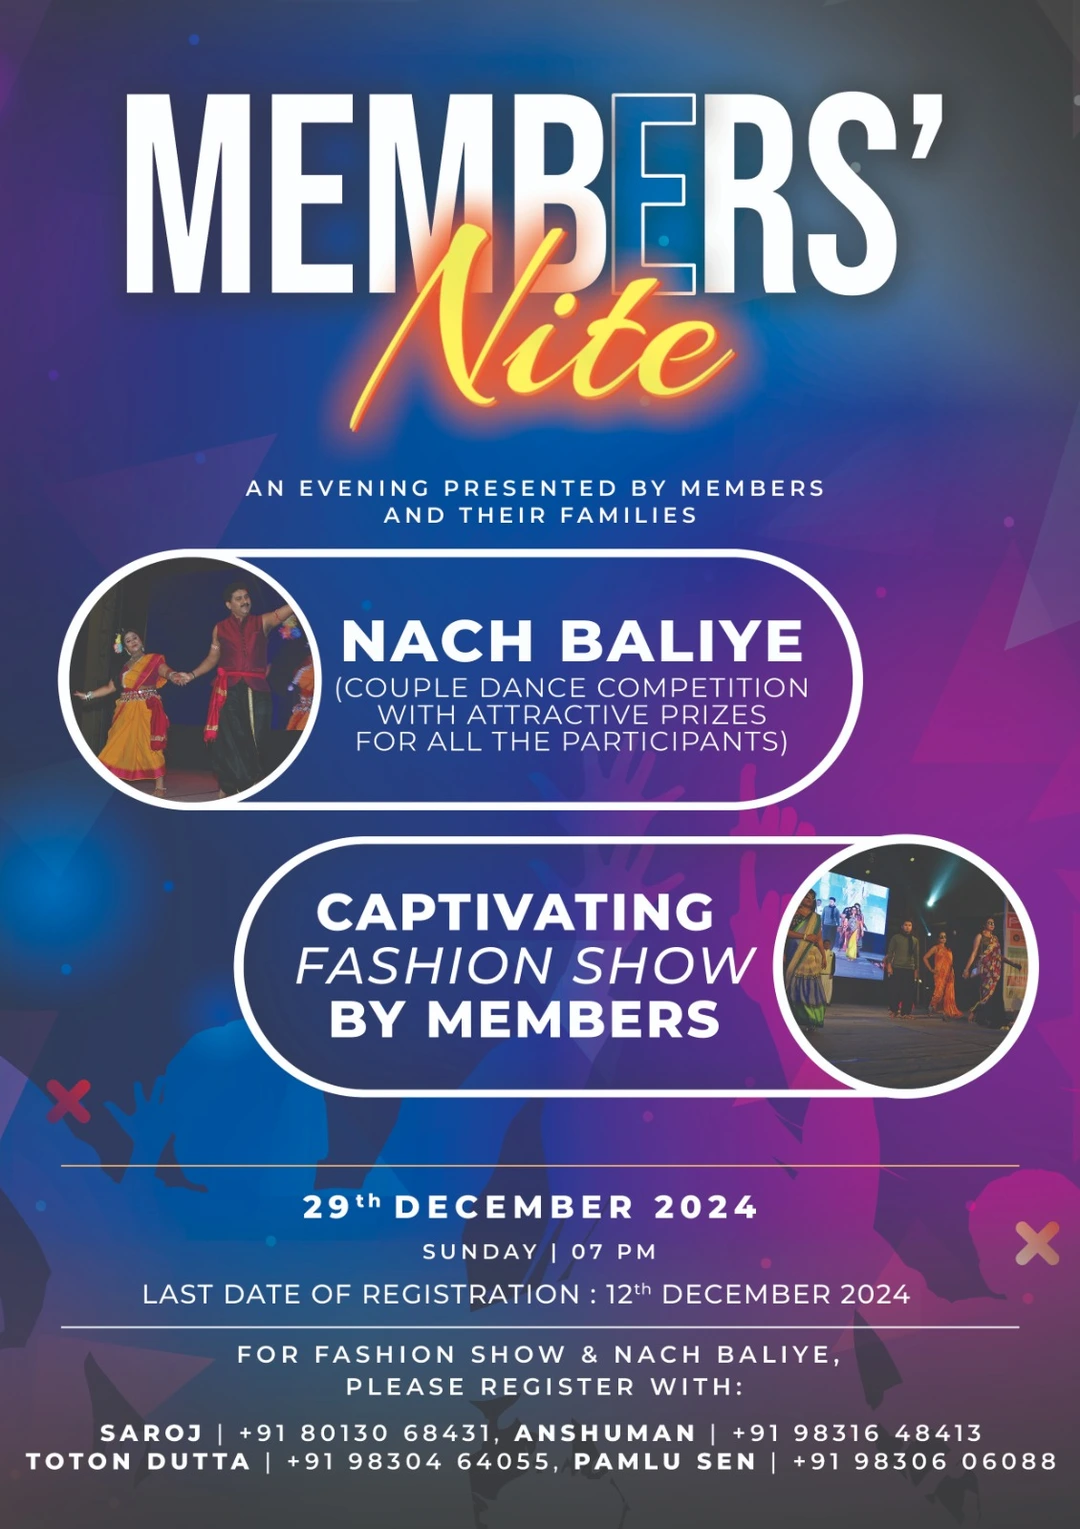 MEMBERS’
Nite
AN EVENING PRESENTED BY MEMBERS
AND THEIR FAMILIES
NACH BALIYE
(COUPLE DANCE COMPETITION
WITH ATTRACTIVE PRIZES
FOR ALL THE PARTICIPANTS)
CAPTIVATING
FASHION SHOW
BY MEMBERS
29th DECEMBER 2024
SUNDAY | 07 PM
LAST DATE OF REGISTRATION : 12th DECEMBER 2024
FOR FASHION SHOW & NACH BALIYE,
PLEASE REGISTER WITH:
SAROJ | +91 80130 68431, ANSHUMAN | +91 98316 48413
TOTON DUTTA | +91 98304 64055, PAMLU SEN | +91 98306 06088